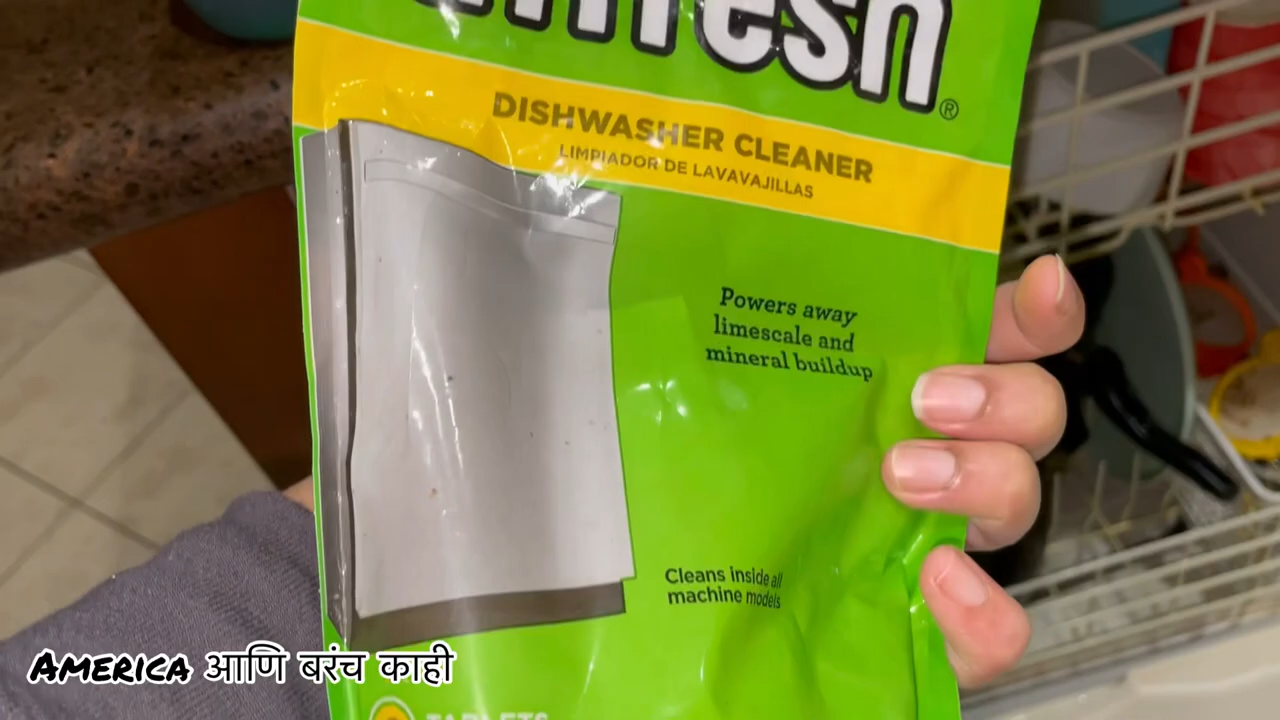 DISHWASHER CLEANER
LIMPIADOR DE LAVAVAJILLAS
Powers away
limescale and
mineral buildup
Cleans inside all
machine models
AMERICA आणि बरंच काही
TABLETS